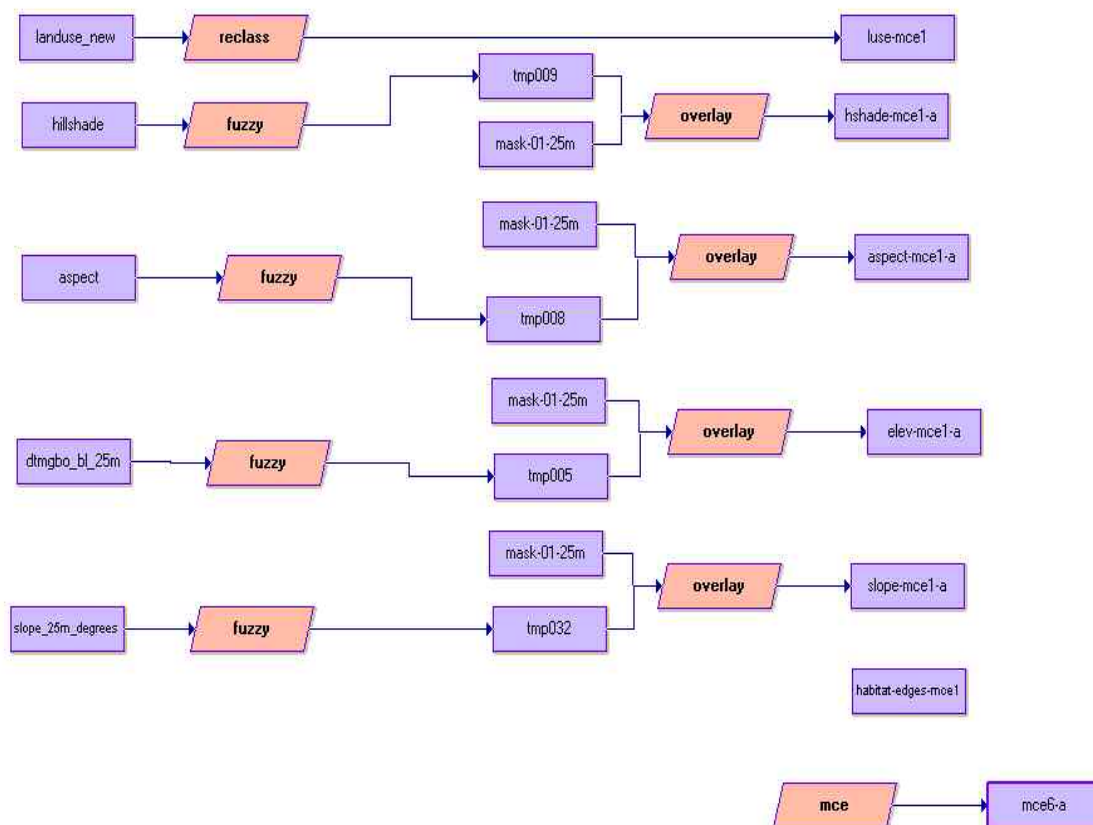 landuse_new
reclass
luse-mce1
hillshade
fuzzy
tmp009
mask-01-25m
overlay
hshade-mce1-a
aspect
fuzzy
mask-01-25m
tmp008
overlay
aspect-mce1-a
dtmgbo_bl_25m
fuzzy
mask-01-25m
tmp005
overlay
elev-mce1-a
slope_25m_degrees
fuzzy
mask-01-25m
tmp032
overlay
slope-mce1-a
habitat-edges-mce1
mce
mce6-a